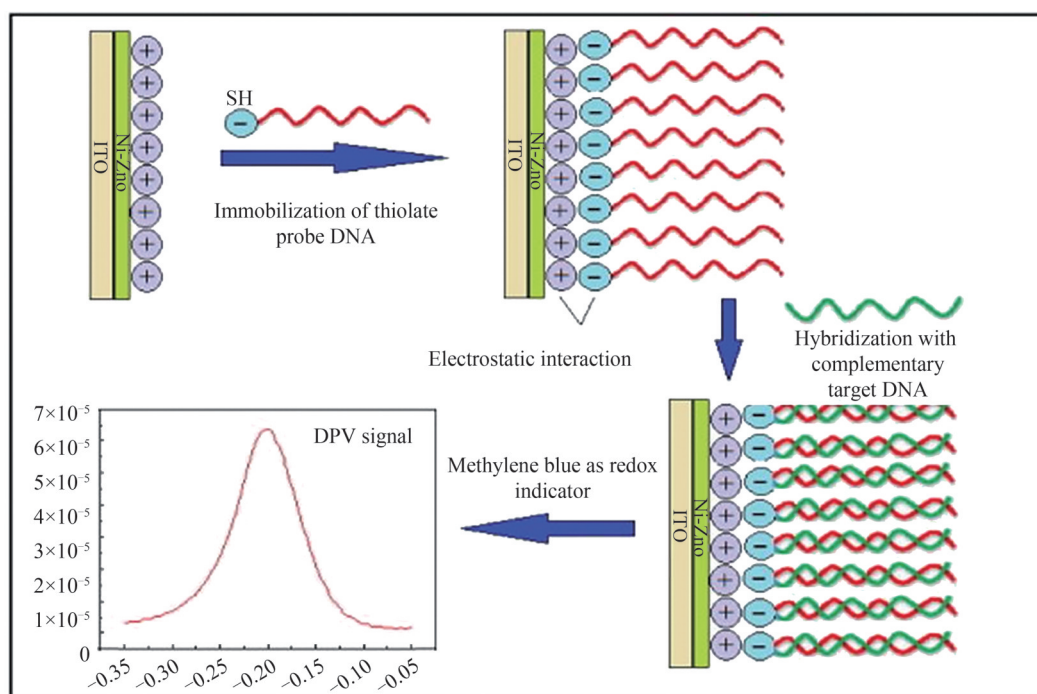 ITO
Ni-Zno
+
+
+
+
+
+
+
+
SH
−
Immobilization of thiolate
probe DNA
ITO
Ni-Zno
+ −
+ −
+ −
+ −
+ −
+ −
+ −
+ −
Electrostatic interaction
Hybridization with
complementary
target DNA
ITO
Ni-Zno
+ −
+ −
+ −
+ −
+ −
+ −
+ −
+ −
Methylene blue as redox
indicator
DPV signal
7×10⁻⁵
6×10⁻⁵
5×10⁻⁵
4×10⁻⁵
3×10⁻⁵
2×10⁻⁵
1×10⁻⁵
0
−0.35 −0.30 −0.25 −0.20 −0.15 −0.10 −0.05